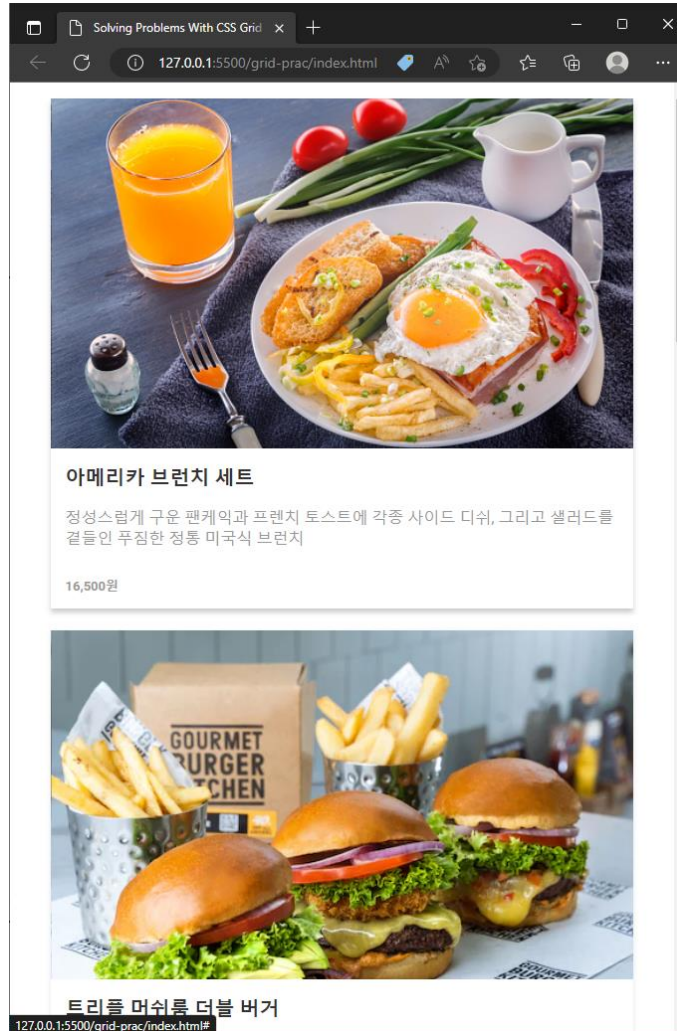 Solving Problems With CSS Grid
127.0.0.1:5500/grid-prac/index.html
아메리카 브런치 세트
정성스럽게 구운 팬케익과 프렌치 토스트에 각종 사이드 디쉬, 그리고 샐러드를
곁들인 푸짐한 정통 미국식 브런치
16,500원
GOURMET
BURGER
KITCHEN
GOURMET
트리플 머쉬룸 더블 버거
127.0.0.1:5500/grid-prac/index.html#